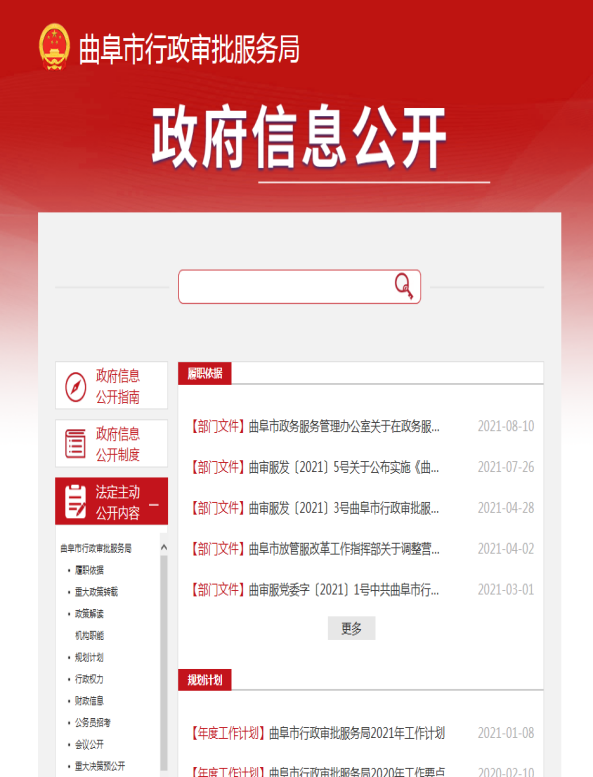 曲阜市行政审批服务局
政府信息公开
政府信息
公开指南
政府信息
公开制度
法定主动
公开内容
曲阜市行政审批服务局
履职依据
重大政策转载
政策解读
机构职能
规划计划
行政权力
财政信息
公务员招考
会议公开
重大决策预公开
履职依据
【部门文件】曲阜市政务服务管理办公室关于在政务服... 2021-08-10
【部门文件】曲审服发〔2021〕5号关于公布实施《曲... 2021-07-26
【部门文件】曲审服发〔2021〕3号曲阜市行政审批服... 2021-04-28
【部门文件】曲阜市放管服改革工作指挥部关于调整营... 2021-04-02
【部门文件】曲审服党委字〔2021〕1号中共曲阜市行... 2021-03-01
更多
规划计划
【年度工作计划】曲阜市行政审批服务局2021年工作计划 2021-01-08
【年度工作计划】曲阜市行政审批服务局2020年工作要点 2020-02-10